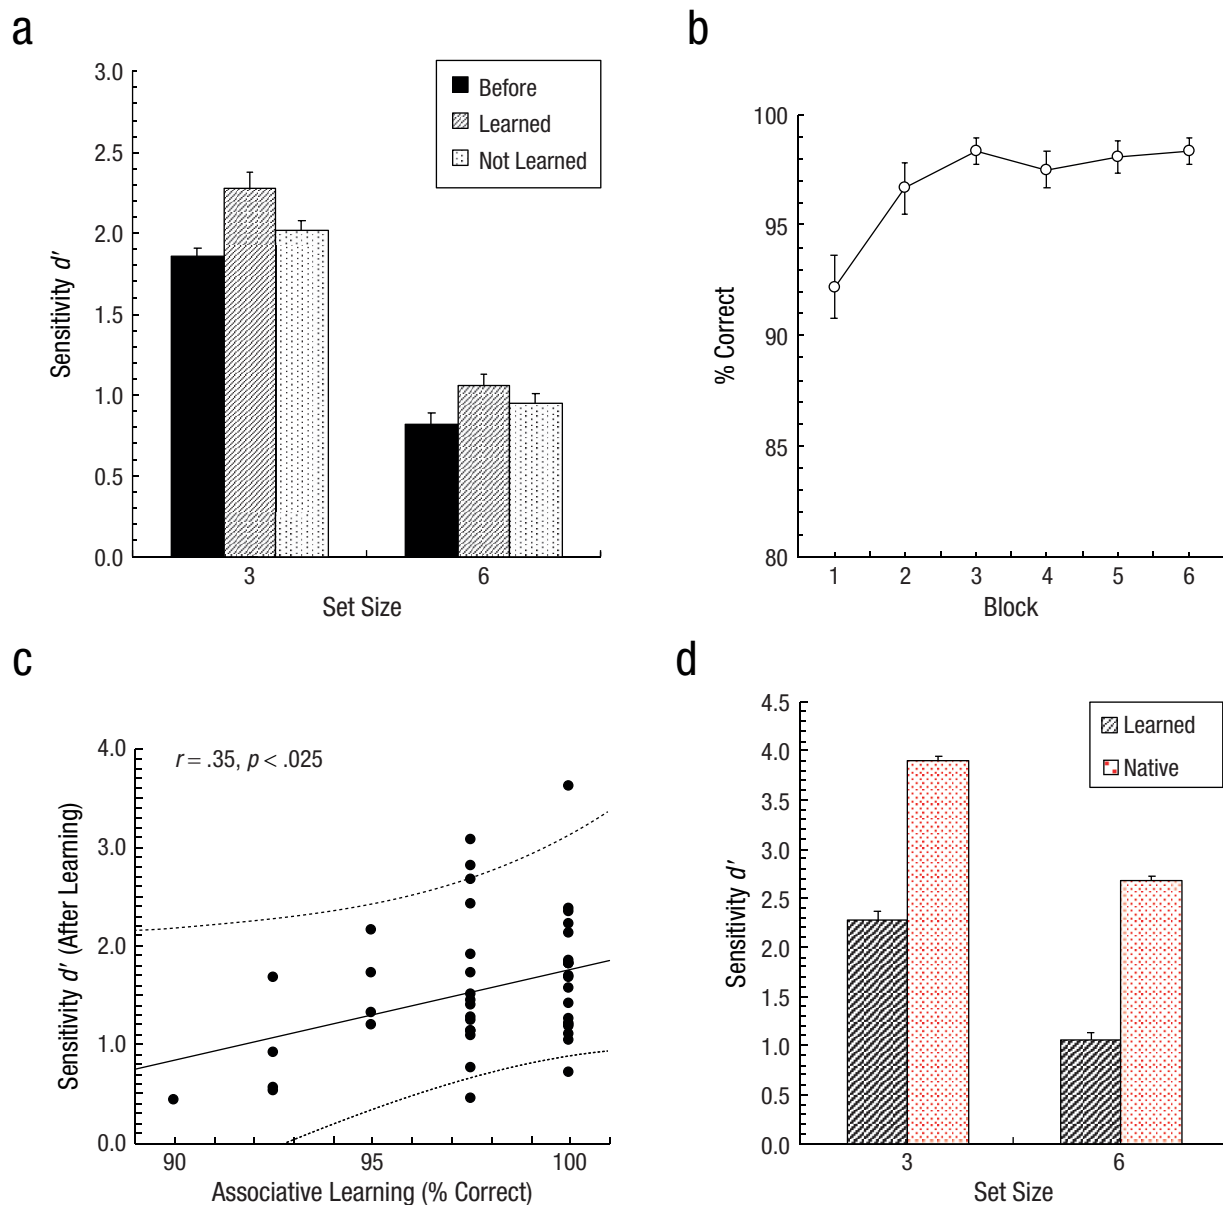 a
3.0
2.5
2.0
1.5
1.0
0.5
0.0
Sensitivity d′
Before
Learned
Not Learned
3
6
Set Size
b
100
95
90
85
80
% Correct
1 2 3 4 5 6
Block
c
r = .35, p < .025
4.0
3.0
2.0
1.0
0.0
Sensitivity d′ (After Learning)
90 95 100
Associative Learning (% Correct)
d
4.5
4.0
3.5
3.0
2.5
2.0
1.5
1.0
0.5
0.0
Sensitivity d′
Learned
Native
3
6
Set Size